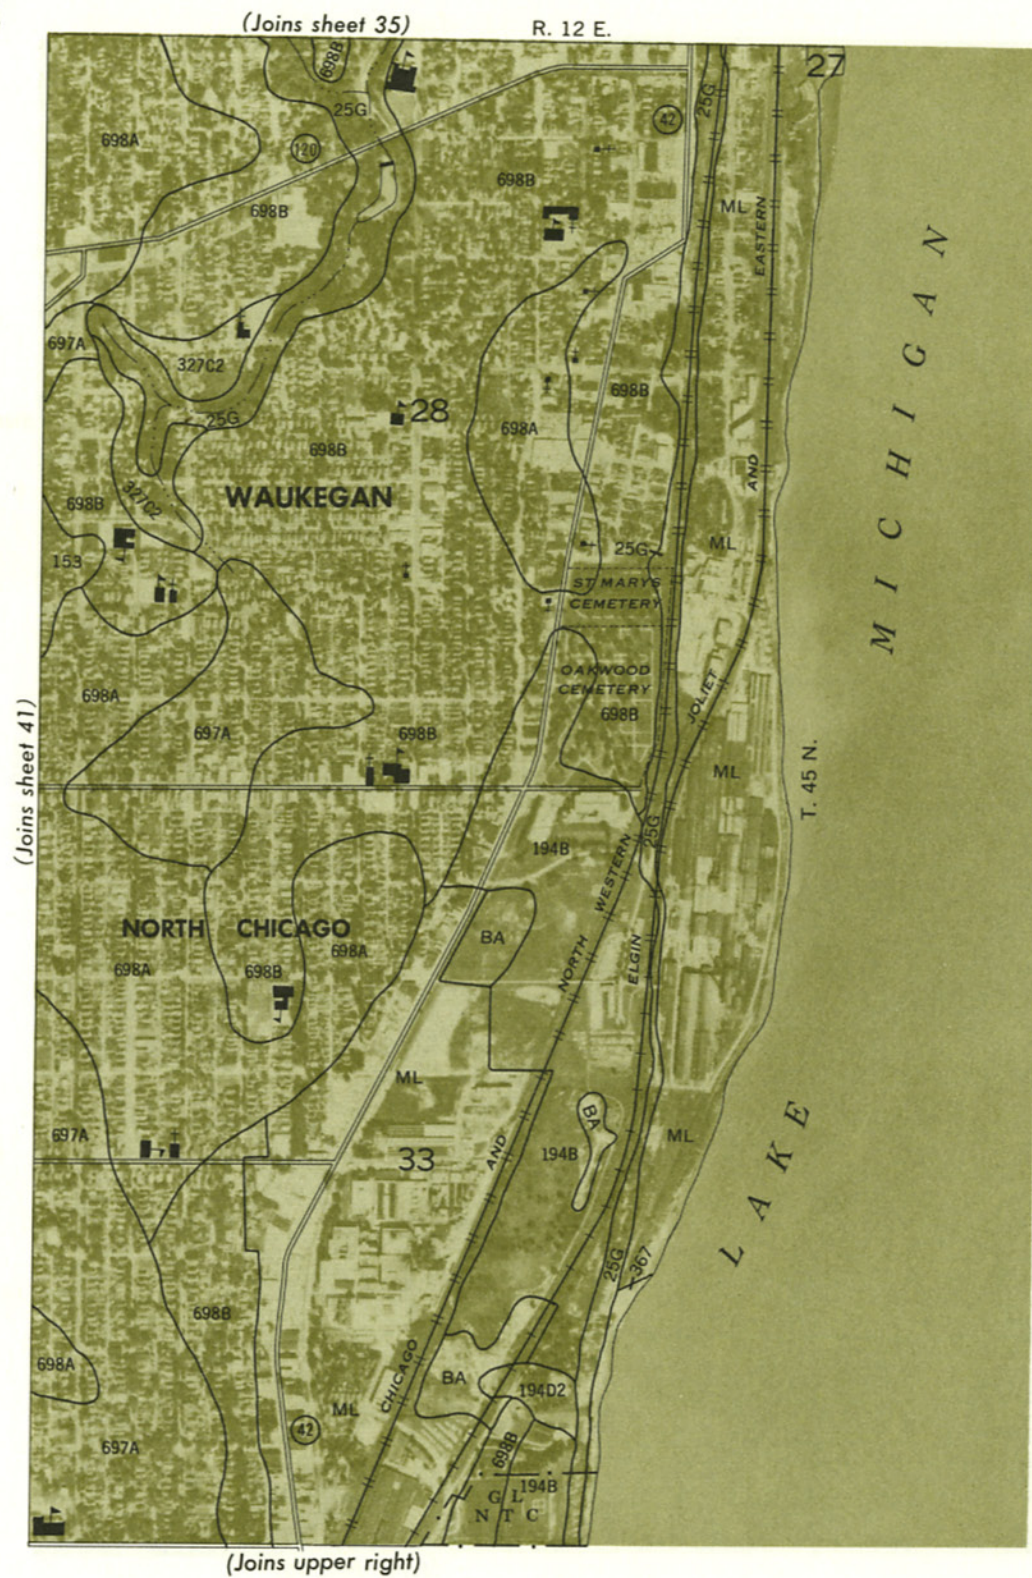 (Joins sheet 35)
R. 12 E.
27
698B
25G
25G
42
698A
120
698B
698B
ML
EASTERN
697A
327C2
698B
28
25G
698A
698B
AND
WAUKEGAN
698B
327C2
ML
153
25G
ST MARYS
CEMETERY
OAKWOOD
CEMETERY
698A
698B
JOLIET
697A
698B
ML
T. 45 N.
(Joins sheet 41)
LAKE MICHIGAN
194B
25G
WESTERN
NORTH CHICAGO
BA
698A
698A
698B
NORTH
ELGIN
ML
BA
697A
ML
33
AND
194B
25G
367
698B
698A
CHICAGO
BA
194D2
ML
42
697A
698B
194B
GL
NTC
(Joins upper right)